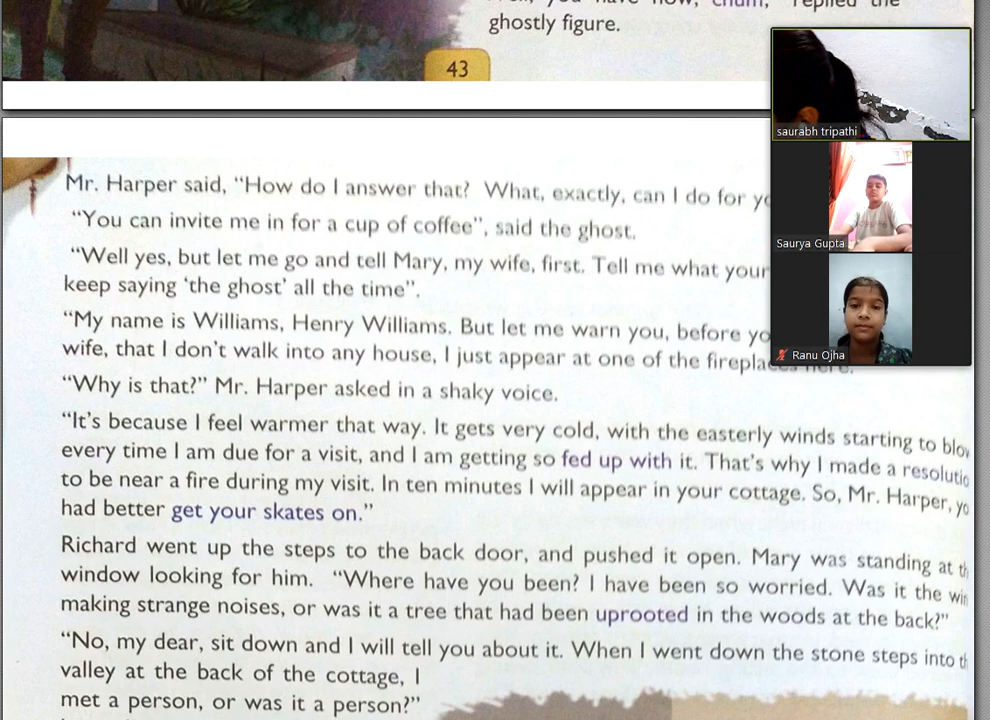 ghostly figure.
43
Mr. Harper said, “How do I answer that? What, exactly, can I do for
“You can invite me in for a cup of coffee”, said the ghost.
“Well yes, but let me go and tell Mary, my wife, first. Tell me what your
keep saying ‘the ghost’ all the time”.
“My name is Williams, Henry Williams. But let me warn you, before
wife, that I don’t walk into any house, I just appear at one of the fireplaces here.
“Why is that?” Mr. Harper asked in a shaky voice.
“It’s because I feel warmer that way. It gets very cold, with the easterly winds starting to
every time I am due for a visit, and I am getting so fed up with it. That’s why I made a
to be near a fire during my visit. In ten minutes I will appear in your cottage. So, Mr. Harper,
had better get your skates on.”
Richard went up the steps to the back door, and pushed it open. Mary was standing at
window looking for him. “Where have you been? I have been so worried. Was it the
making strange noises, or was it a tree that had been uprooted in the woods at the back?”
“No, my dear, sit down and I will tell you about it. When I went down the stone steps into
valley at the back of the cottage, I
met a person, or was it a person?”
saurabh tripathi
Saurya Gupta
Ranu Ojha